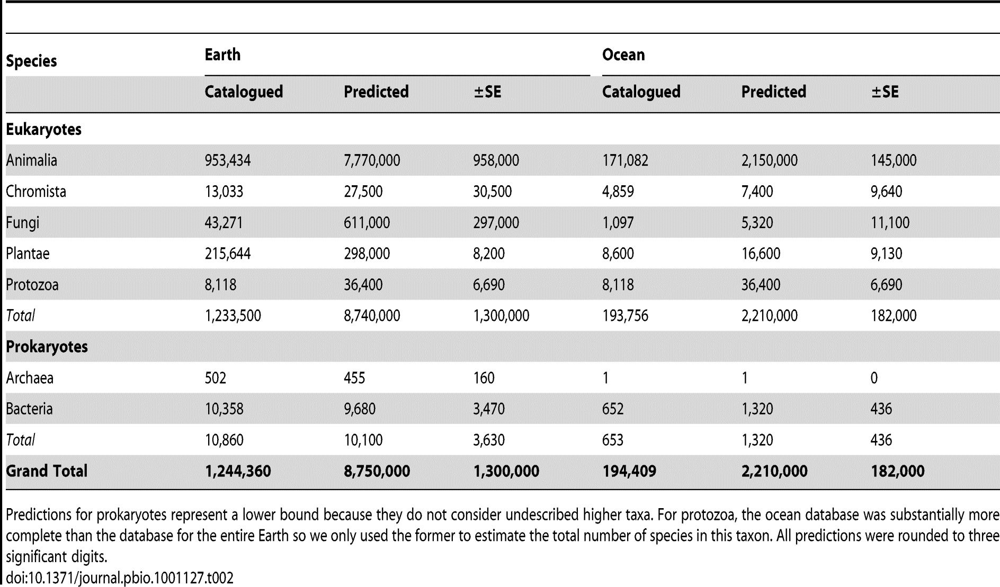 Species Earth Ocean
Catalogued Predicted ±SE Catalogued Predicted ±SE
Eukaryotes
Animalia 953,434 7,770,000 958,000 171,082 2,150,000 145,000
Chromista 13,033 27,500 30,500 4,859 7,400 9,640
Fungi 43,271 611,000 297,000 1,097 5,320 11,100
Plantae 215,644 298,000 8,200 8,600 16,600 9,130
Protozoa 8,118 36,400 6,690 8,118 36,400 6,690
Total 1,233,500 8,740,000 1,300,000 193,756 2,210,000 182,000
Prokaryotes
Archaea 502 455 160 1 1 0
Bacteria 10,358 9,680 3,470 652 1,320 436
Total 10,860 10,100 3,630 653 1,320 436
Grand Total 1,244,360 8,750,000 1,300,000 194,409 2,210,000 182,000
Predictions for prokaryotes represent a lower bound because they do not consider undescribed higher taxa. For protozoa, the ocean database was substantially more
complete than the database for the entire Earth so we only used the former to estimate the total number of species in this taxon. All predictions were rounded to three
significant digits.
doi:10.1371/journal.pbio.1001127.t002